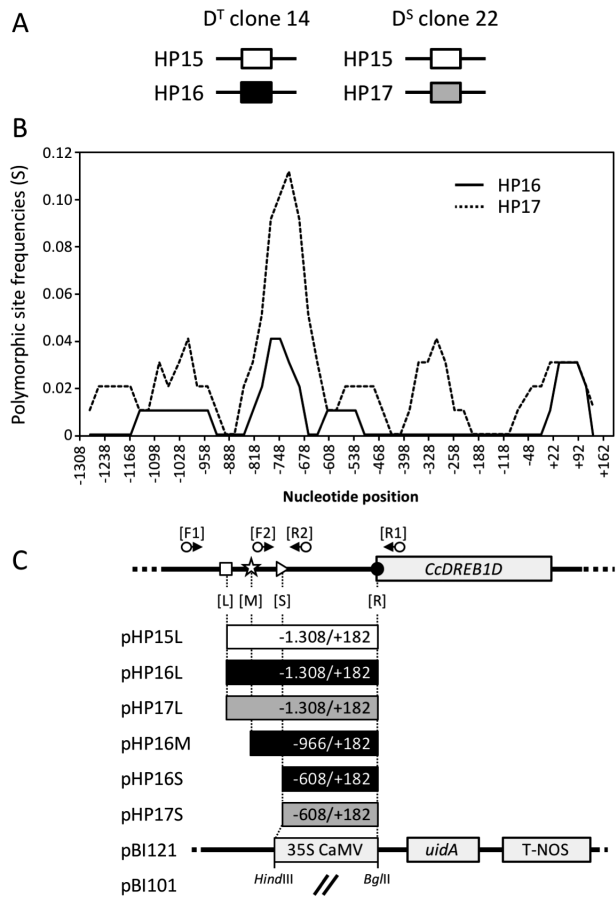 A
Dᵀ clone 14 Dˢ clone 22
HP15 HP15
HP16 HP17
B
Polymorphic site frequencies (S)
0.12
0.10
0.08
0.06
0.04
0.02
0
HP16
HP17
-1308 -1238 -1168 -1098 -1028 -958 -888 -818 -748 -678 -608 -538 -468 -398 -328 -258 -188 -118 -48 +22 +92 +162
Nucleotide position
C
[F1] [F2] [R2] [R1]
CcDREB1D
[L] [M] [S] [R]
pHP15L -1.308/+182
pHP16L -1.308/+182
pHP17L -1.308/+182
pHP16M -966/+182
pHP16S -608/+182
pHP17S -608/+182
pBI121 35S CaMV uidA T-NOS
pBI101 HindIII BglII